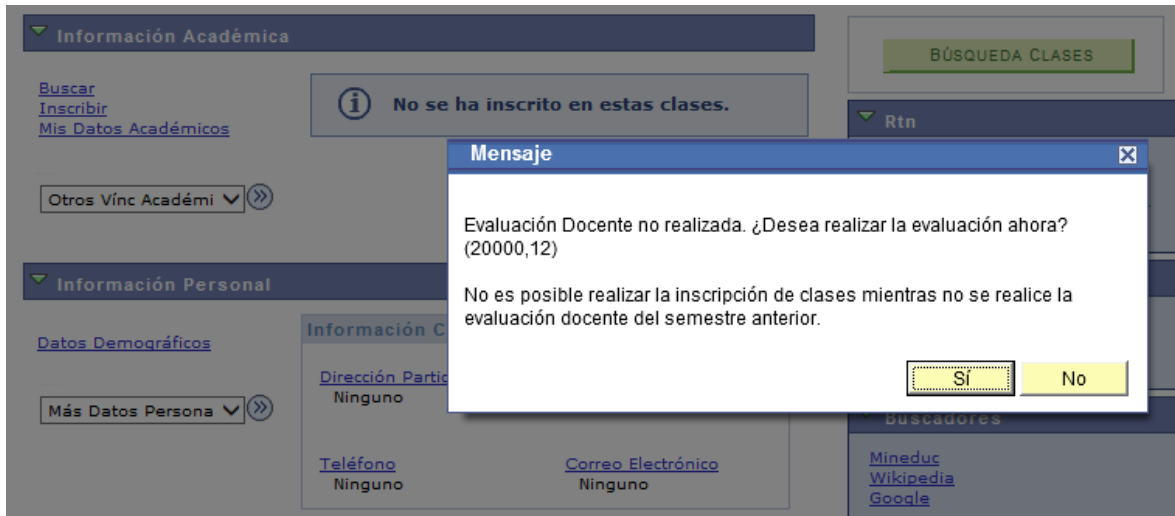 Información Académica
Buscar
Inscribir
Mis Datos Académicos
Otros Vínc Académi
No se ha inscrito en estas clases.
BÚSQUEDA CLASES
Rtn
Mensaje
Evaluación Docente no realizada. ¿Desea realizar la evaluación ahora?
(20000,12)
No es posible realizar la inscripción de clases mientras no se realice la
evaluación docente del semestre anterior.
Sí
No
Información Personal
Datos Demográficos
Más Datos Persona
Información C
Dirección Partic
Ninguno
Teléfono
Ninguno
Correo Electrónico
Ninguno
Buscadores
Mineduc
Wikipedia
Google